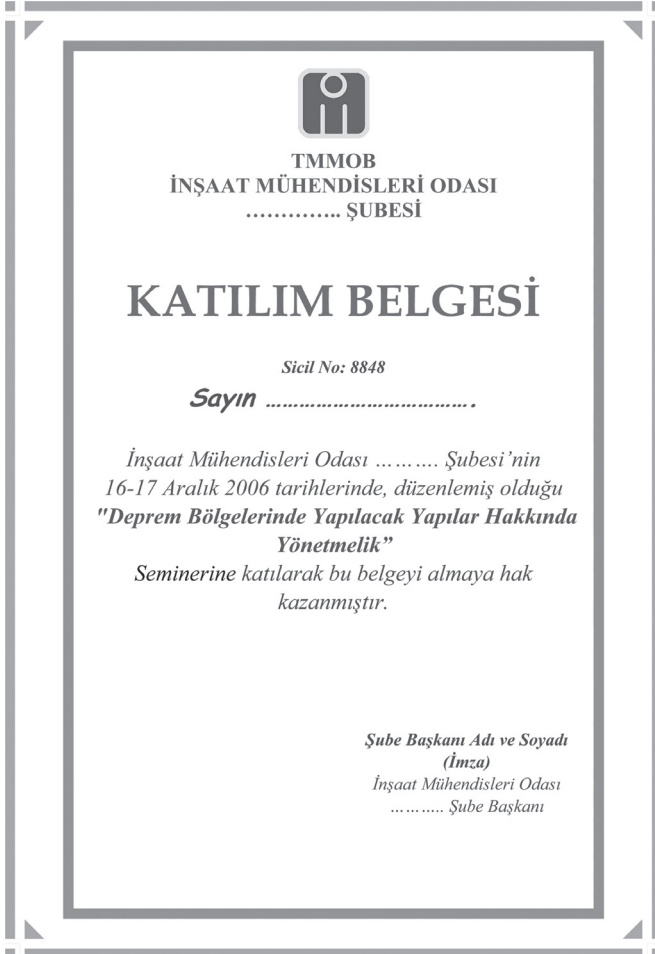 TMMOB
İNŞAAT MÜHENDİSLERİ ODASI
………….. ŞUBESİ
KATILIM BELGESİ
Sicil No: 8848
Sayın ……………………………….
İnşaat Mühendisleri Odası ………. Şubesi’nin
16-17 Aralık 2006 tarihlerinde, düzenlemiş olduğu
"Deprem Bölgelerinde Yapılacak Yapılar Hakkında
Yönetmelik”
Seminerine katılarak bu belgeyi almaya hak
kazanmıştır.
Şube Başkanı Adı ve Soyadı
(İmza)
İnşaat Mühendisleri Odası
……….. Şube Başkanı